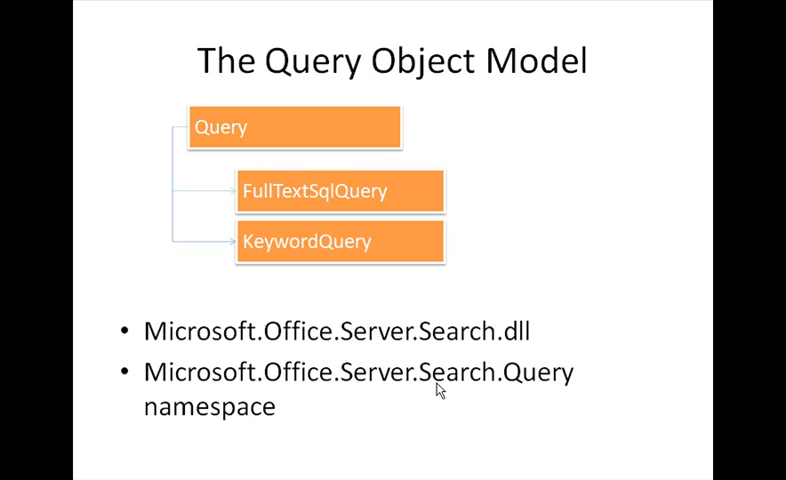 The Query Object Model
Query
FullTextSqlQuery
KeywordQuery
• Microsoft.Office.Server.Search.dll
• Microsoft.Office.Server.Search.Query
namespace